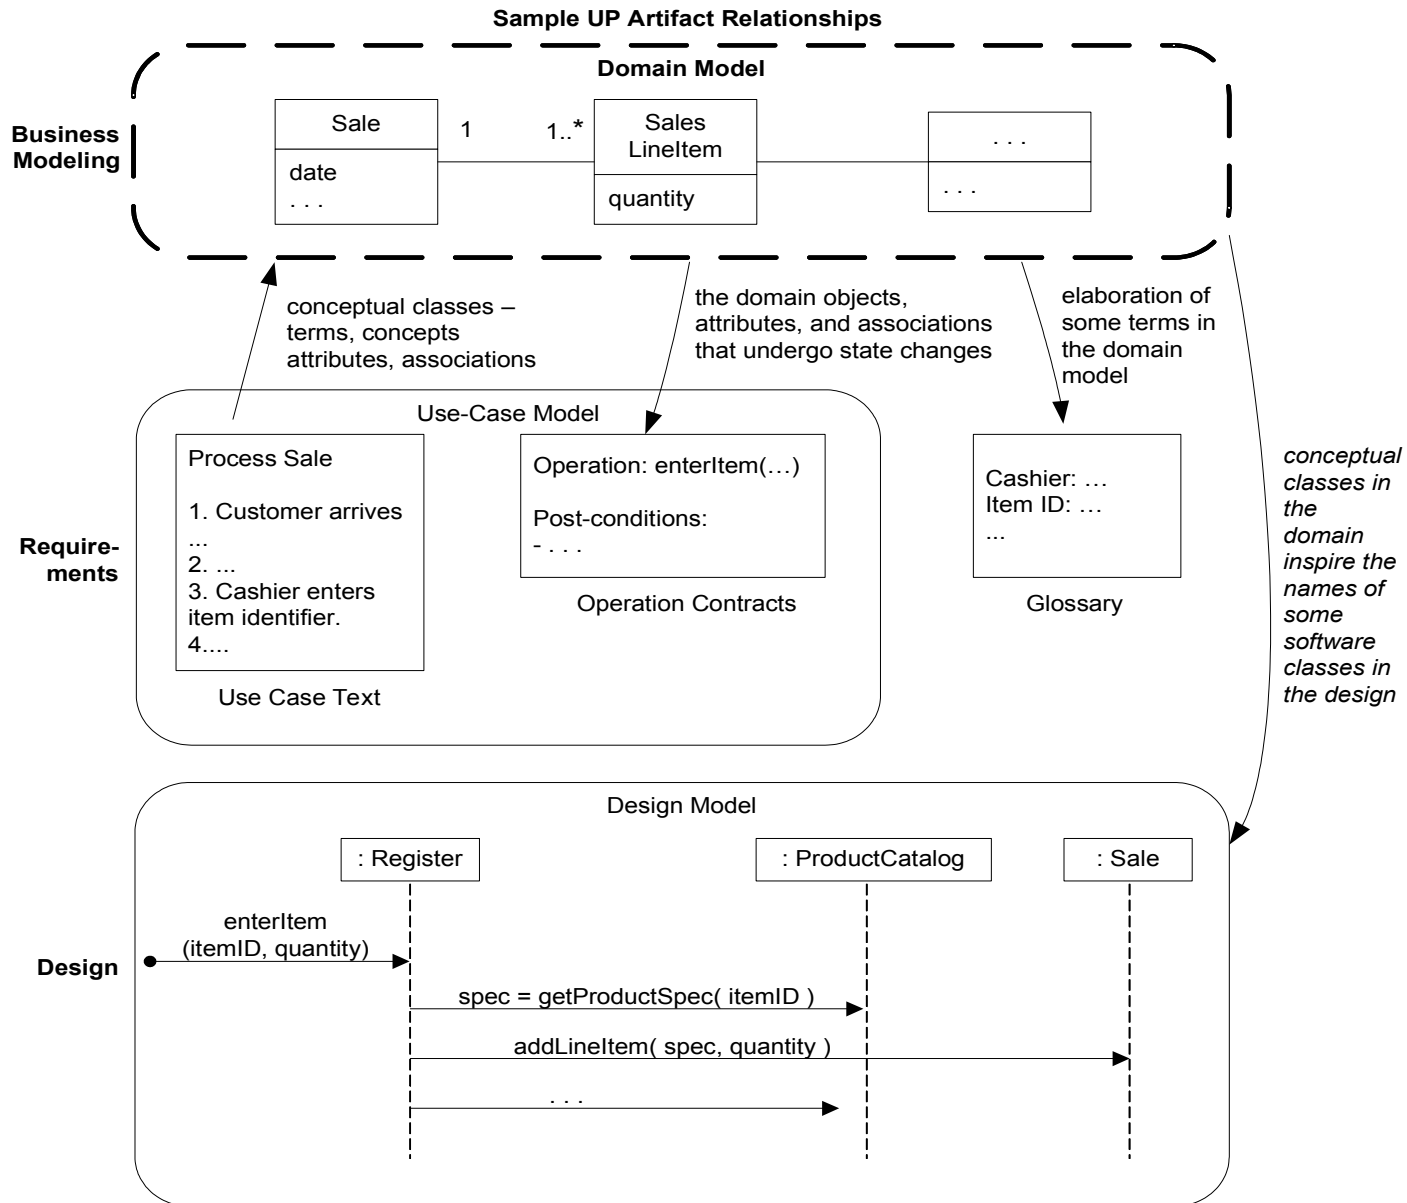 Sample UP Artifact Relationships
Domain Model
Business
Modeling
Sale
1
1..*
Sales
LineItem
. . .
date
. . .
quantity
. . .
conceptual classes –
terms, concepts
attributes, associations
the domain objects,
attributes, and associations
that undergo state changes
elaboration of
some terms in
the domain
model
conceptual
classes in
the
domain
inspire the
names of
some
software
classes in
the design
Require-
ments
Use-Case Model
Process Sale
1. Customer arrives
...
2. ...
3. Cashier enters
item identifier.
4....
Use Case Text
Operation: enterItem(…)
Post-conditions:
- . . .
Operation Contracts
Cashier: …
Item ID: …
...
Glossary
Design
Design Model
: Register
: ProductCatalog
: Sale
enterItem
(itemID, quantity)
spec = getProductSpec( itemID )
addLineItem( spec, quantity )
. . .